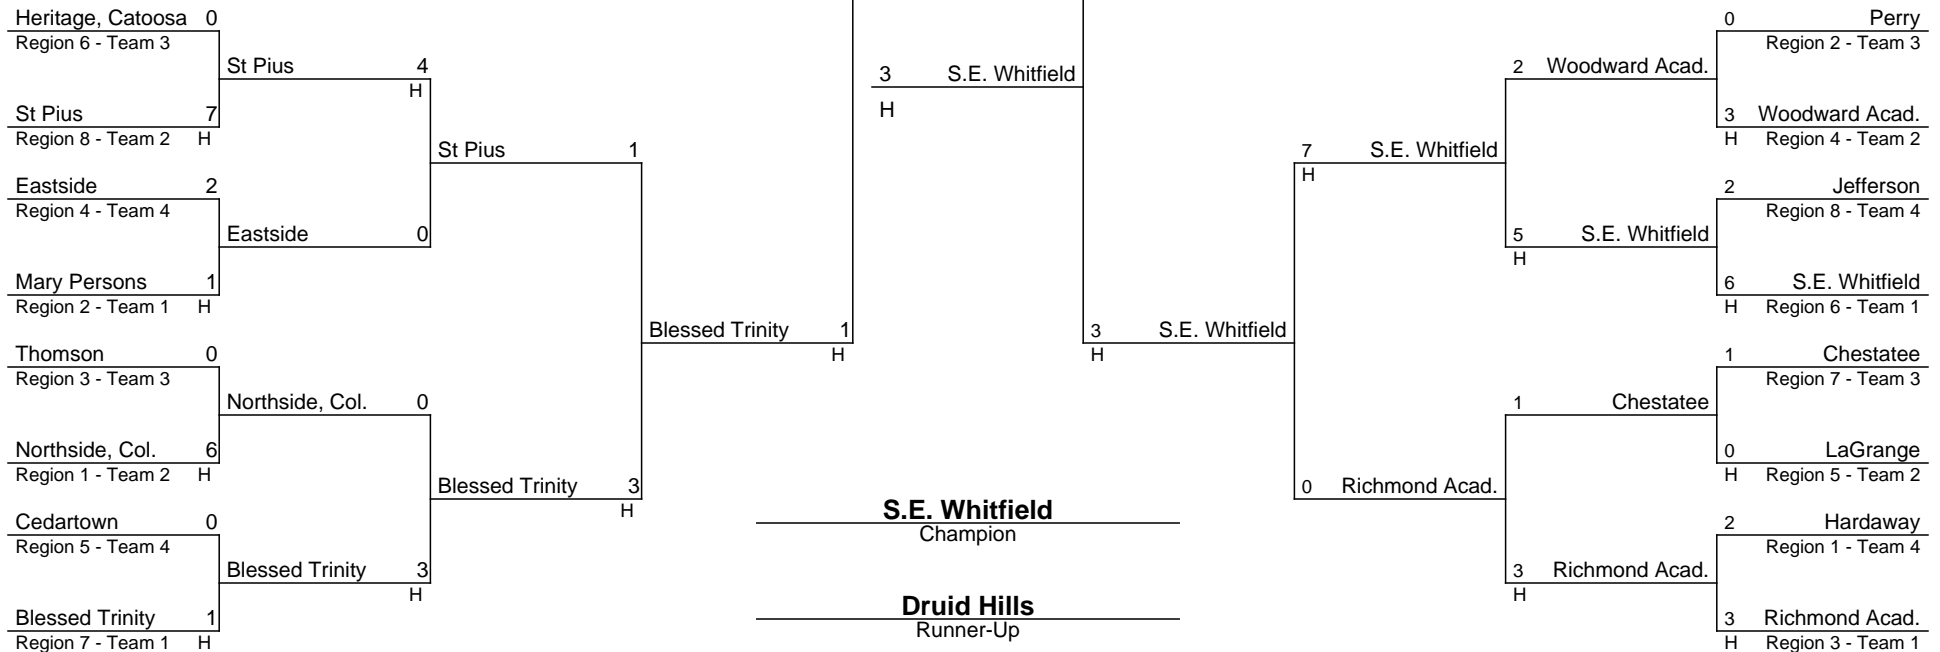 Heritage, Catoosa 0
Region 6 - Team 3
St Pius 4
H
St Pius 7
Region 8 - Team 2 H
St Pius 1
Eastside 2
Region 4 - Team 4
Eastside 0
Mary Persons 1
Region 2 - Team 1 H
Blessed Trinity 1
H
Thomson 0
Region 3 - Team 3
Northside, Col. 0
Northside, Col. 6
Region 1 - Team 2 H
Blessed Trinity 3
H
Cedartown 0
Region 5 - Team 4
Blessed Trinity 3
H
Blessed Trinity 1
Region 7 - Team 1 H
3 S.E. Whitfield
H
3 S.E. Whitfield
H
S.E. Whitfield
Champion
Druid Hills
Runner-Up
0 Perry
Region 2 - Team 3
2 Woodward Acad.
3 Woodward Acad.
H Region 4 - Team 2
7 S.E. Whitfield
H
2 Jefferson
Region 8 - Team 4
5 S.E. Whitfield
H
6 S.E. Whitfield
H Region 6 - Team 1
1 Chestatee
Region 7 - Team 3
1 Chestatee
0 LaGrange
H Region 5 - Team 2
0 Richmond Acad.
2 Hardaway
Region 1 - Team 4
3 Richmond Acad.
H
3 Richmond Acad.
H Region 3 - Team 1